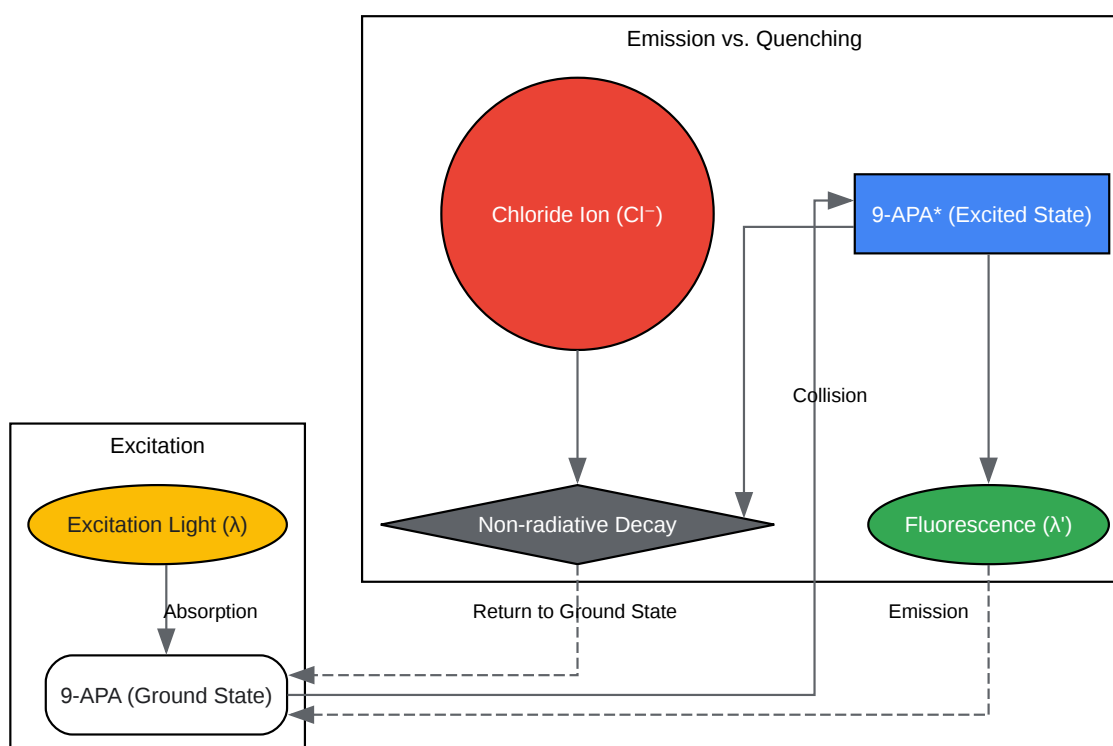 Emission vs. Quenching
Chloride Ion (Cl⁻)
9-APA* (Excited State)
Collision
Excitation
Excitation Light (λ)
Non-radiative Decay
Fluorescence (λ')
Absorption
Return to Ground State
Emission
9-APA (Ground State)